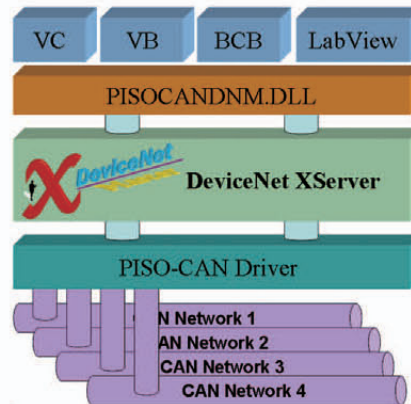 VC VB BCB LabView
PISOCANDNM.DLL
X DeviceNet
DeviceNet XServer
PISO-CAN Driver
N Network 1
AN Network 2
CAN Network 3
CAN Network 4